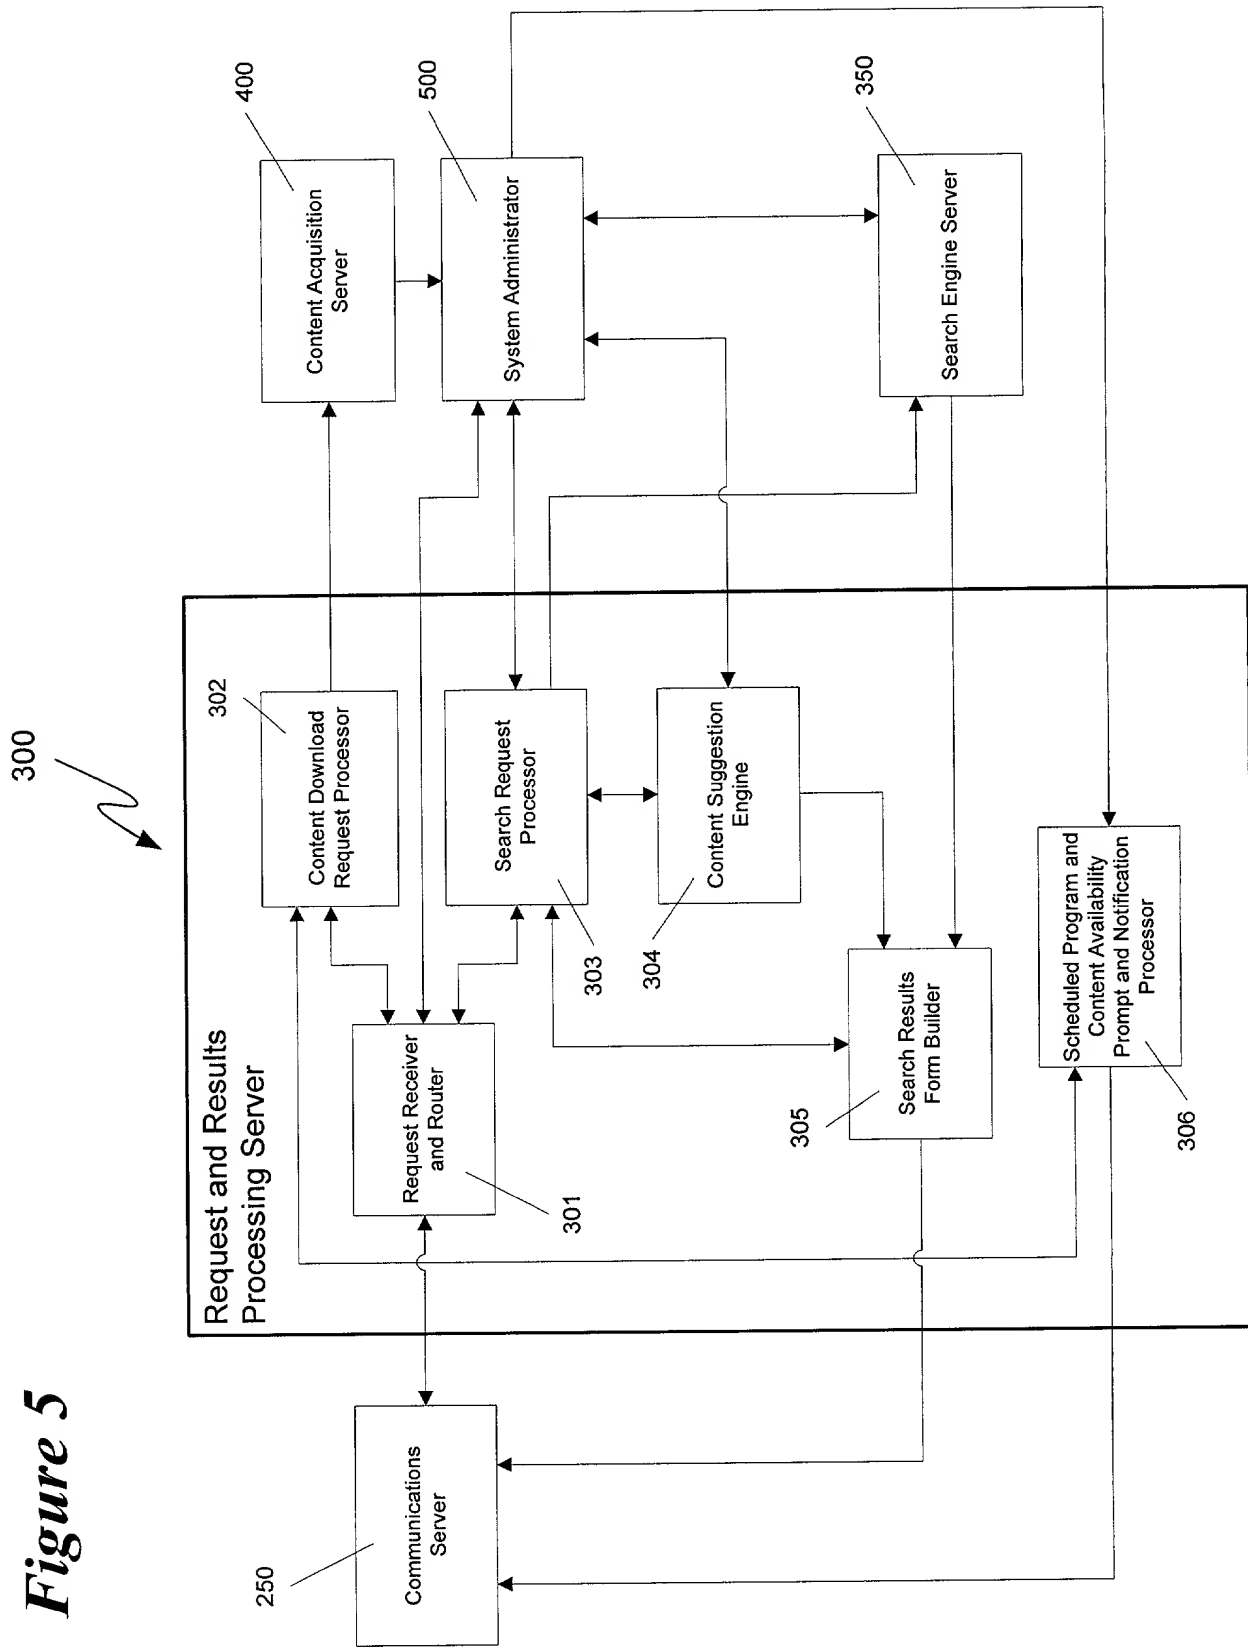 Figure 5
300
Request and Results
Processing Server
250
Communications
Server
301
Request Receiver
and Router
302
Content Download
Request Processor
303
Search Request
Processor
304
Content Suggestion
Engine
305
Search Results
Form Builder
306
Scheduled Program and
Content Availability
Prompt and Notification
Processor
400
Content Acquisition
Server
500
System Administrator
350
Search Engine Server